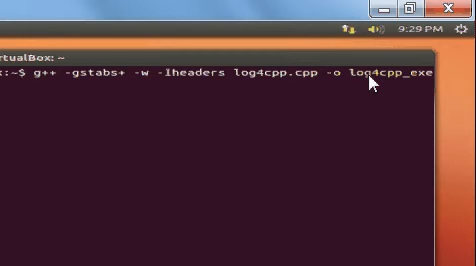 9:29 PM
rtualBox: ~
x:~$ g++ -gstabs+ -w -Iheaders log4cpp.cpp -o log4cpp_exe